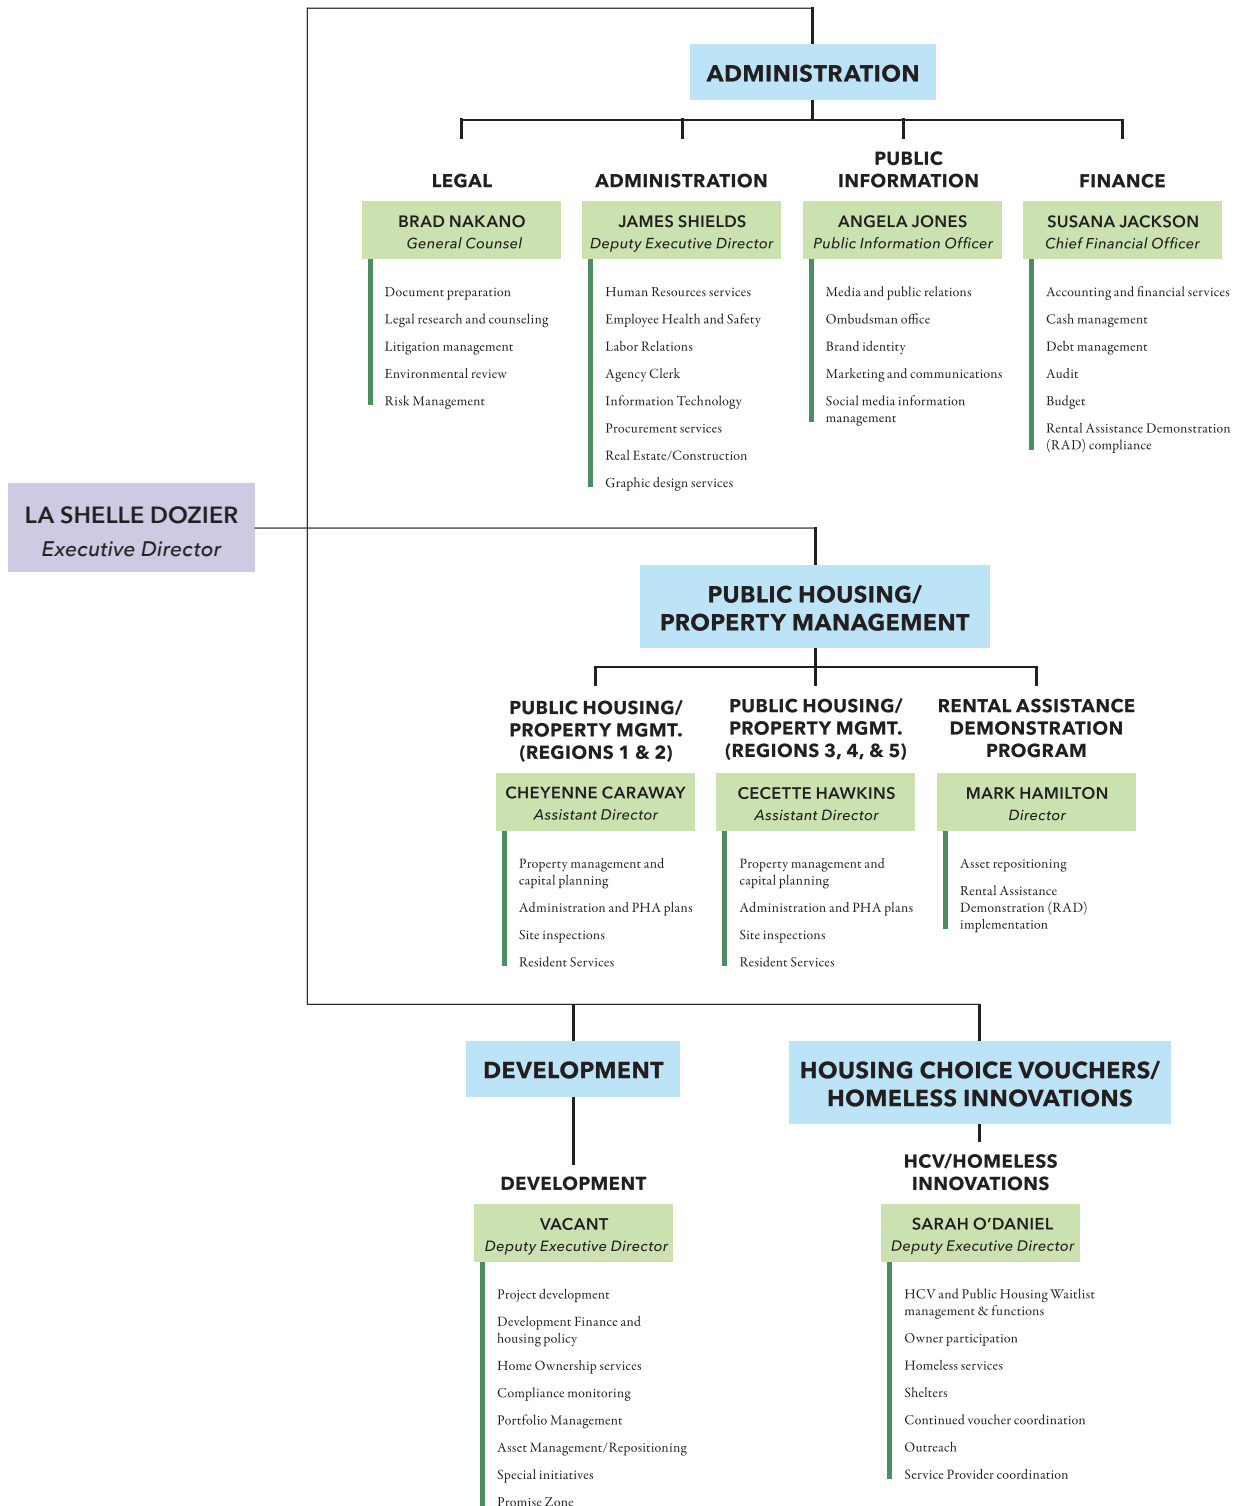 ADMINISTRATION
LEGAL
BRAD NAKANO
General Counsel
Document preparation
Legal research and counseling
Litigation management
Environmental review
Risk Management
ADMINISTRATION
JAMES SHIELDS
Deputy Executive Director
Human Resources services
Employee Health and Safety
Labor Relations
Agency Clerk
Information Technology
Procurement services
Real Estate/Construction
Graphic design services
PUBLIC
INFORMATION
ANGELA JONES
Public Information Officer
Media and public relations
Ombudsman office
Brand identity
Marketing and communications
Social media information
management
FINANCE
SUSANA JACKSON
Chief Financial Officer
Accounting and financial services
Cash management
Debt management
Audit
Budget
Rental Assistance Demonstration
(RAD) compliance
LA SHELLE DOZIER
Executive Director
PUBLIC HOUSING/
PROPERTY MANAGEMENT
PUBLIC HOUSING/
PROPERTY MGMT.
(REGIONS 1 & 2)
CHEYENNE CARAWAY
Assistant Director
Property management and
capital planning
Administration and PHA plans
Site inspections
Resident Services
PUBLIC HOUSING/
PROPERTY MGMT.
(REGIONS 3, 4, & 5)
CECETTE HAWKINS
Assistant Director
Property management and
capital planning
Administration and PHA plans
Site inspections
Resident Services
RENTAL ASSISTANCE
DEMONSTRATION
PROGRAM
MARK HAMILTON
Director
Asset repositioning
Rental Assistance
Demonstration (RAD)
implementation
DEVELOPMENT
DEVELOPMENT
VACANT
Deputy Executive Director
Project development
Development Finance and
housing policy
Home Ownership services
Compliance monitoring
Portfolio Management
Asset Management/Repositioning
Special initiatives
Promise Zone
HOUSING CHOICE VOUCHERS/
HOMELESS INNOVATIONS
HCV/HOMELESS
INNOVATIONS
SARAH O'DANIEL
Deputy Executive Director
HCV and Public Housing Waitlist
management & functions
Owner participation
Homeless services
Shelters
Continued voucher coordination
Outreach
Service Provider coordination